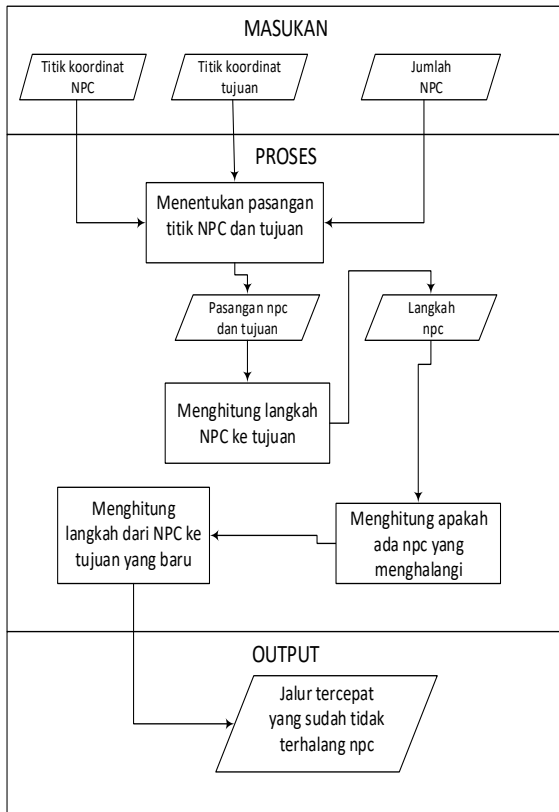 MASUKAN
Titik koordinat
NPC
Titik koordinat
tujuan
Jumlah
NPC
PROSES
Menentukan pasangan
titik NPC dan tujuan
Pasangan npc
dan tujuan
Langkah
npc
Menghitung langkah
NPC ke tujuan
Menghitung
langkah dari NPC ke
tujuan yang baru
Menghitung apakah
ada npc yang
menghalangi
OUTPUT
Jalur tercepat
yang sudah tidak
terhalang npc